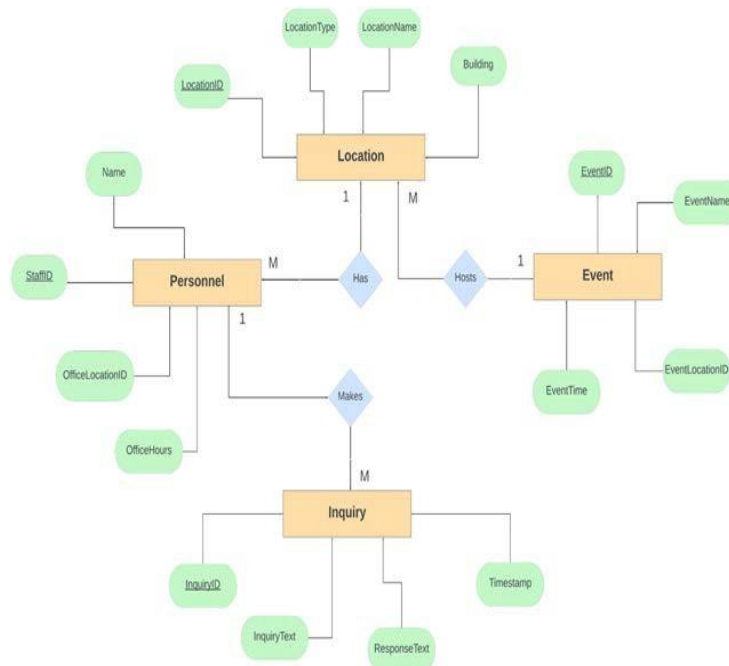 LocationType
LocationName
Building
LocationID
Location
Name
EventID
EventName
1
M
StaffID
Personnel
M
Has
Hosts
1
Event
1
OfficeLocationID
EventTime
EventLocationID
Makes
OfficeHours
M
Inquiry
InquiryID
Timestamp
InquiryText
ResponseText